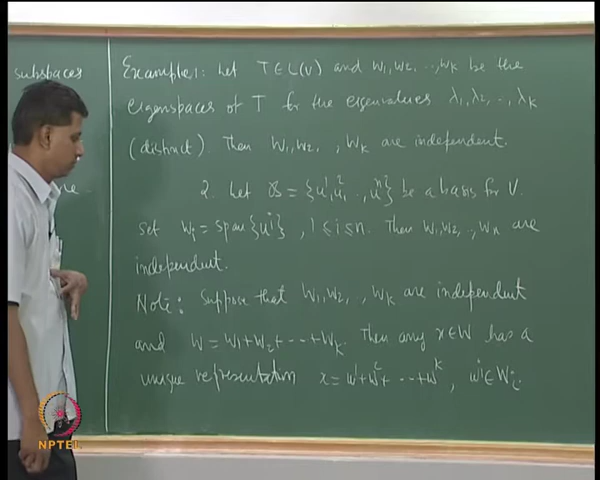 subspaces
Example 1: Let T ∈ L(V) and W₁, W₂, .., Wₖ be the
eigenspaces of T for the eigenvalues λ₁, λ₂, .., λₖ
(distinct). Then W₁, W₂, , Wₖ are independent.
2. Let ℬ = {u¹, u², .., uⁿ} be a basis for V.
Set Wᵢ = span{uⁱ}, 1 ≤ i ≤ n. Then W₁, W₂, .., Wₙ are
independent.
Note: Suppose that W₁, W₂, , Wₖ are independent
and W = W₁ + W₂ + ... + Wₖ. Then any x ∈ W has a
unique representation x = w¹ + w² + ... + wᵏ, wⁱ ∈ Wᵢ.
NPTEL